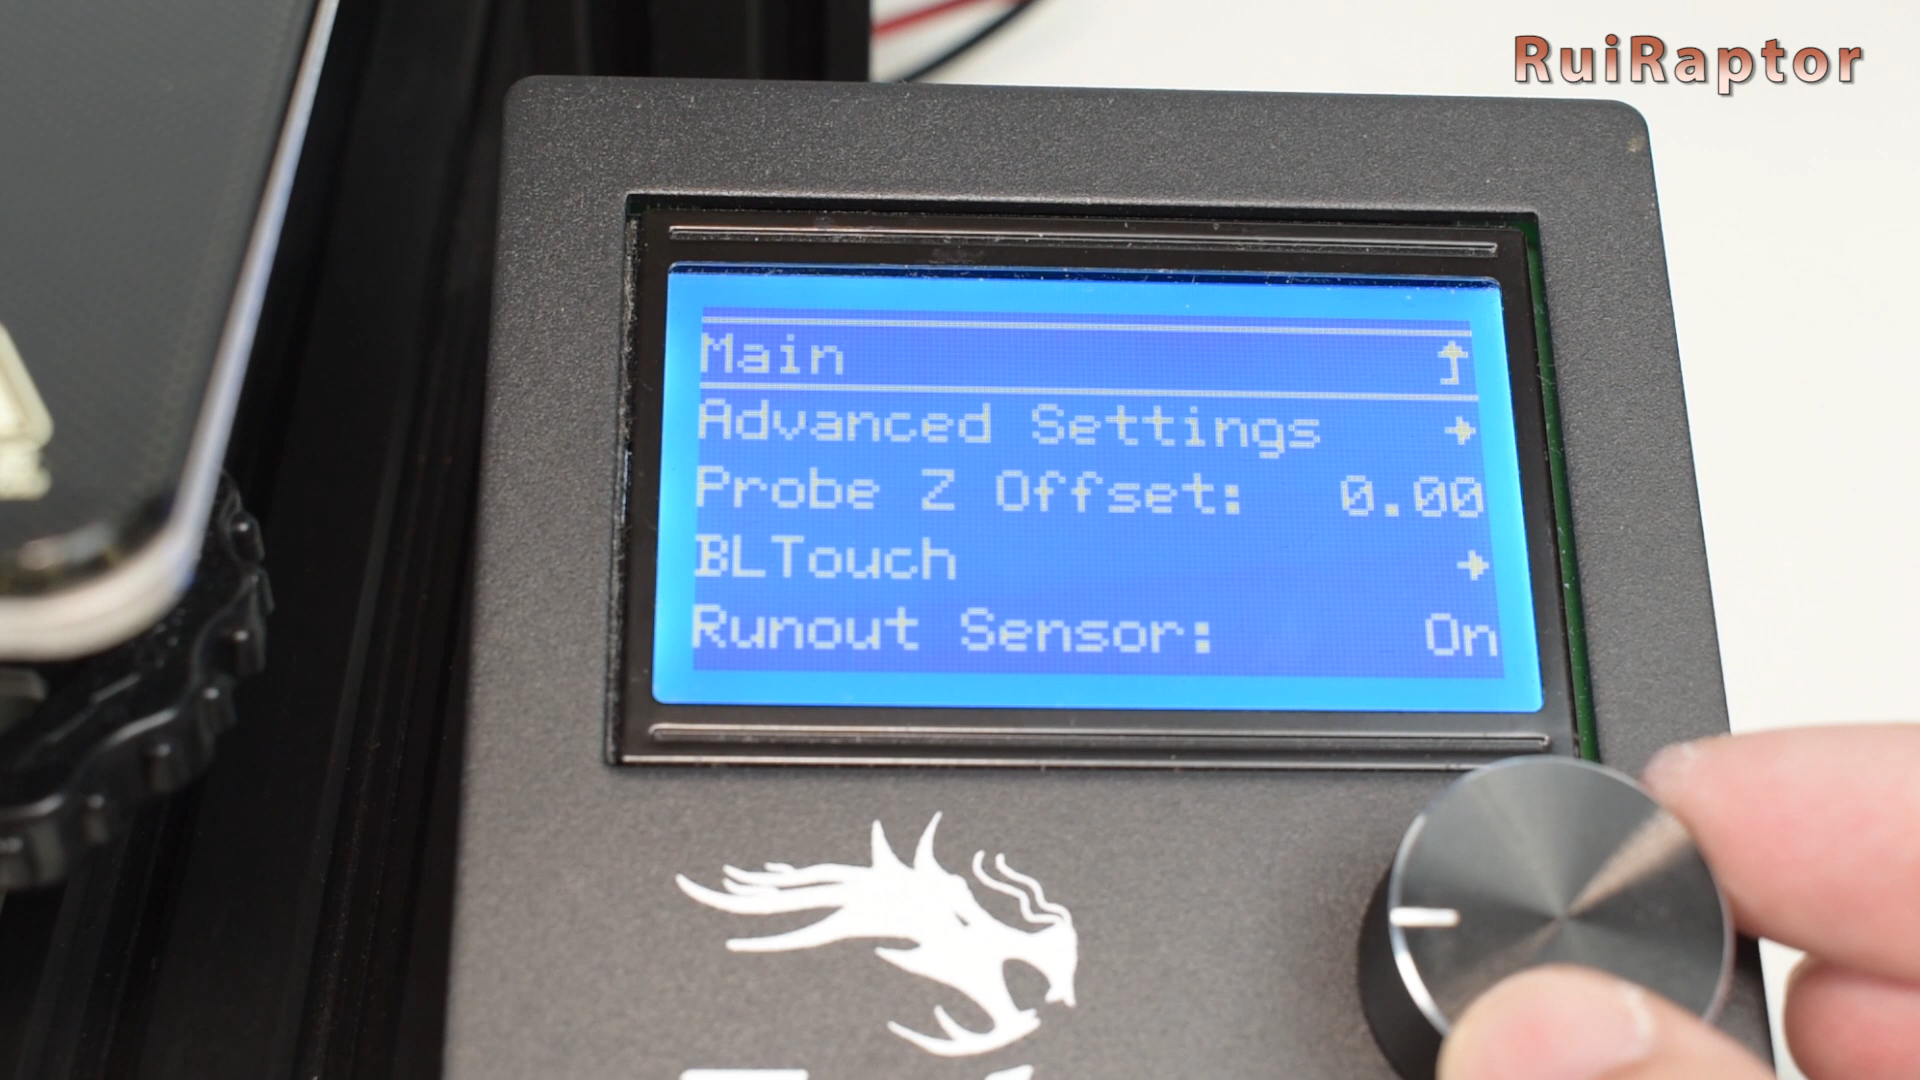 RuiRaptor
Main
Advanced Settings
Probe Z Offset: 0.00
BLTouch
Runout Sensor: On